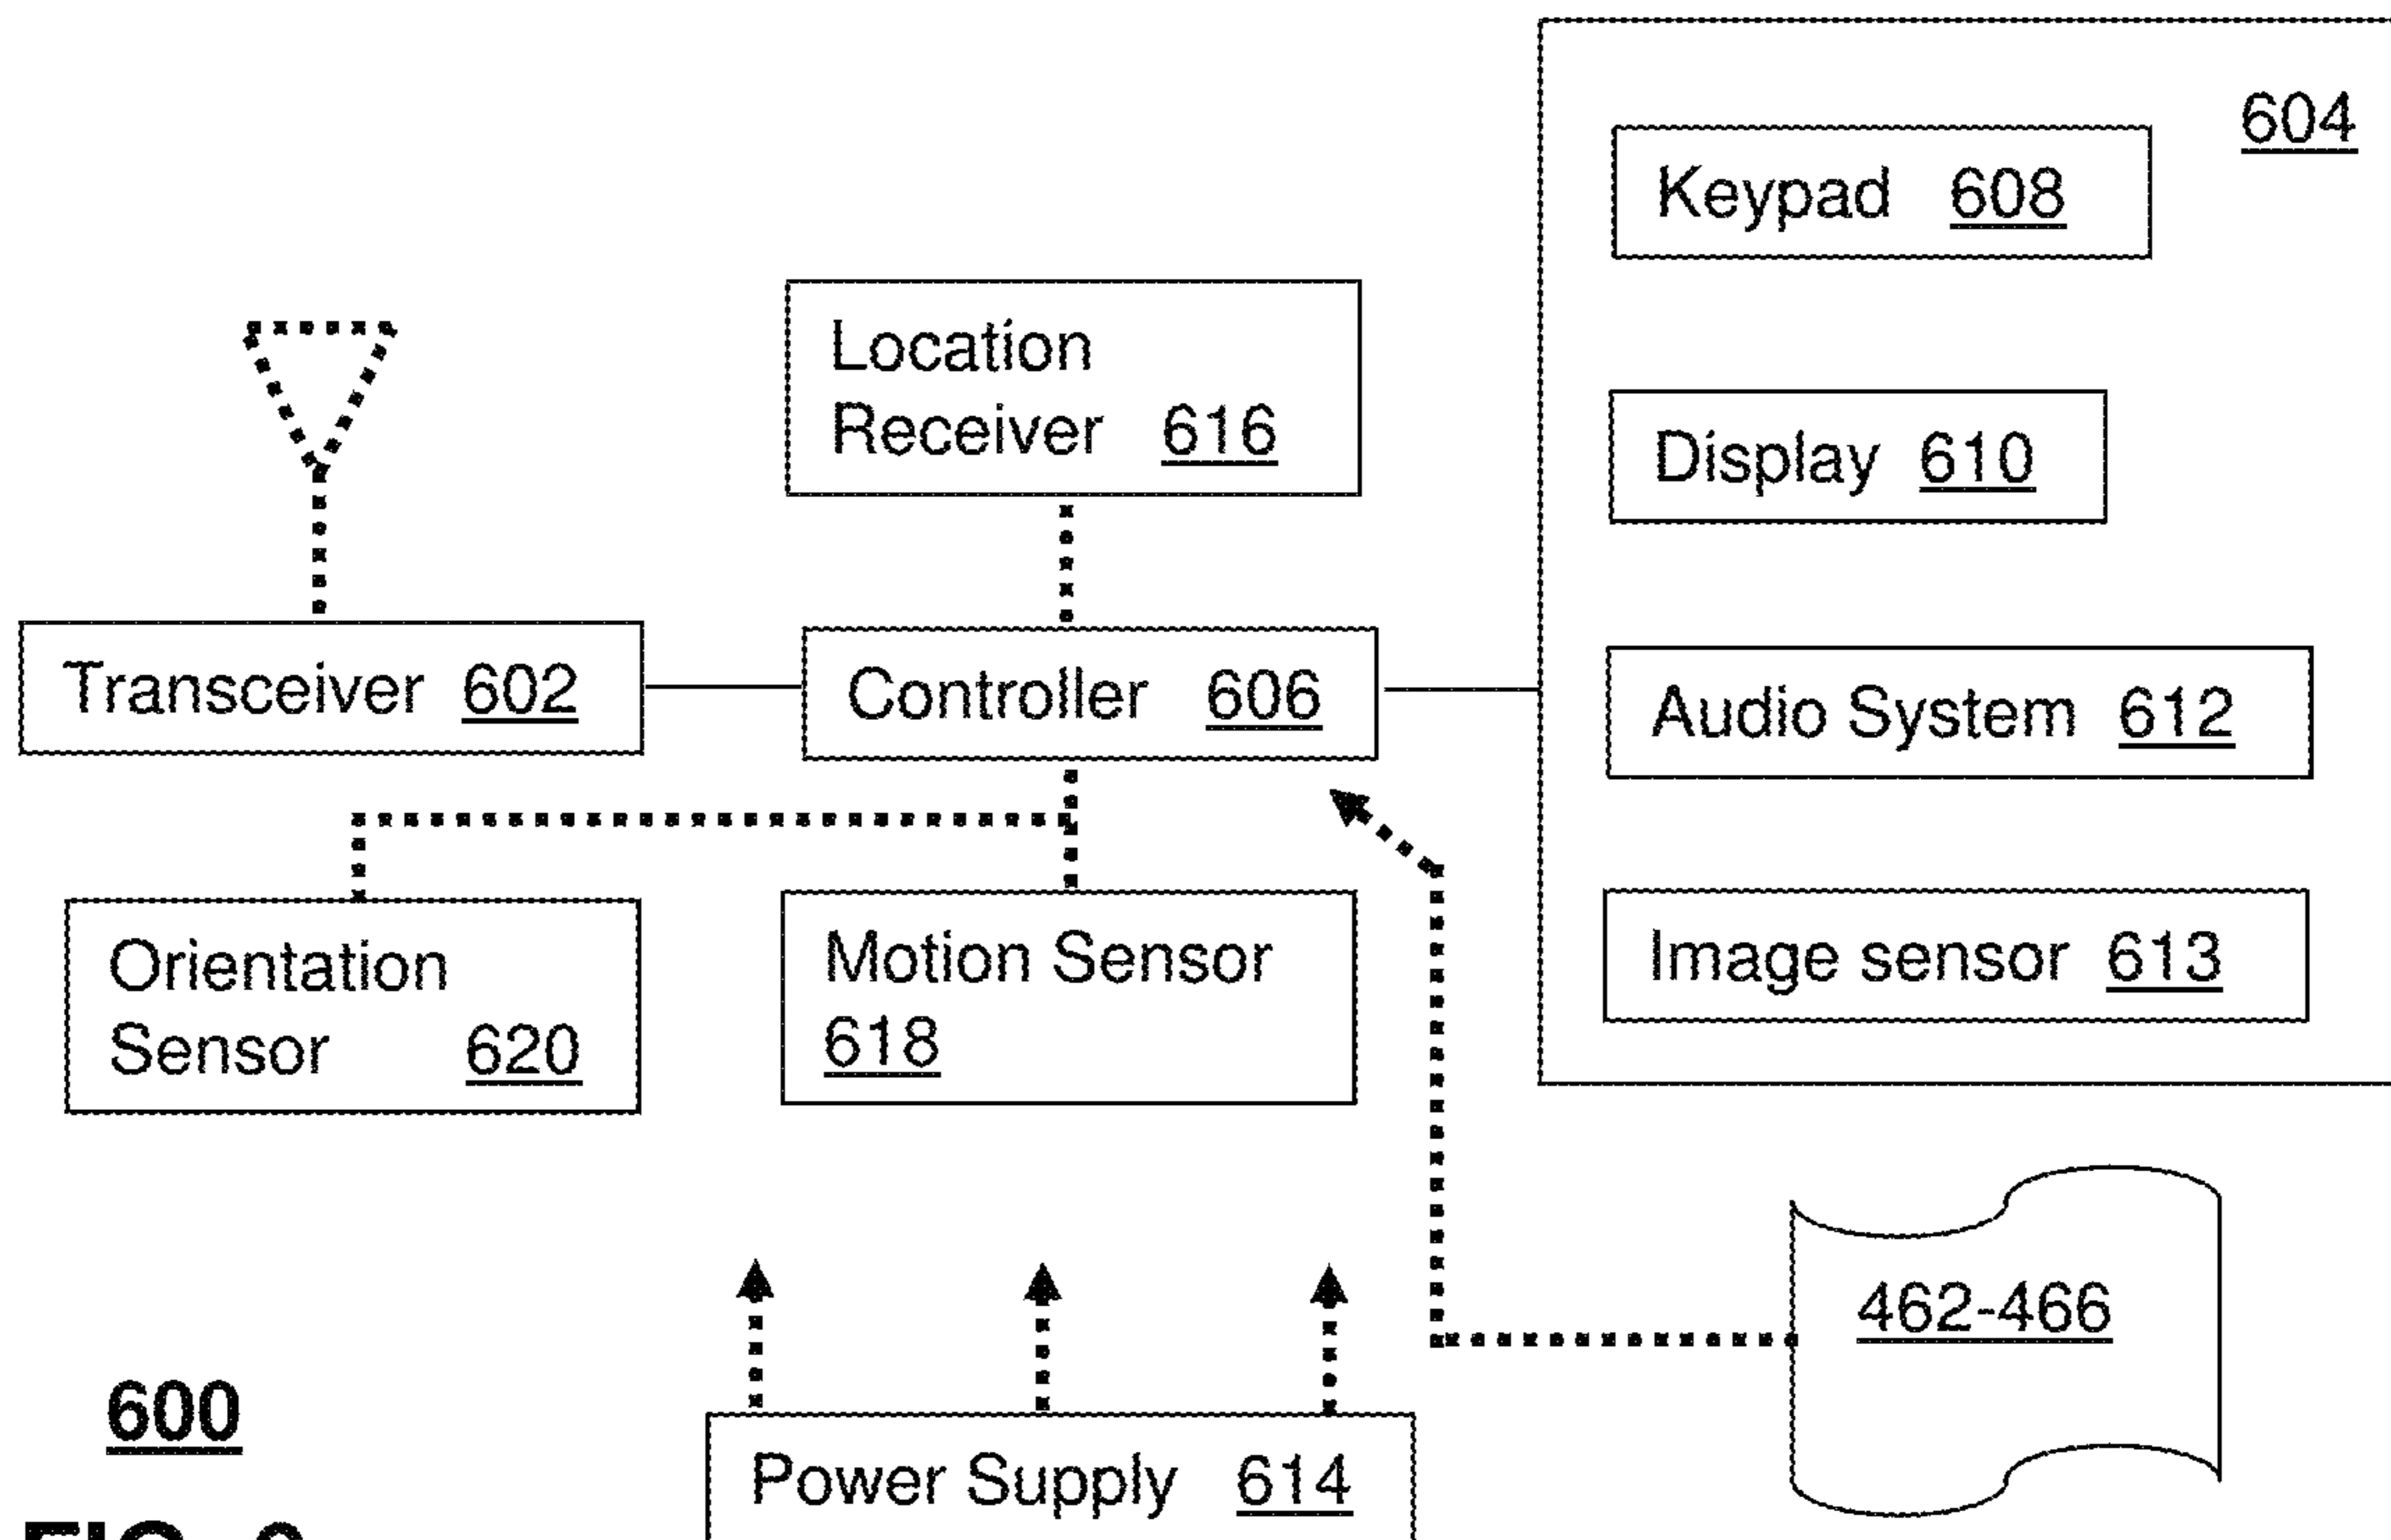 604
Keypad 608
Location
Receiver 616
Display 610
Transceiver 602
Controller 606
Audio System 612
Orientation
Sensor 620
Motion Sensor
618
Image sensor 613
462-466
600
Power Supply 614
FIG.